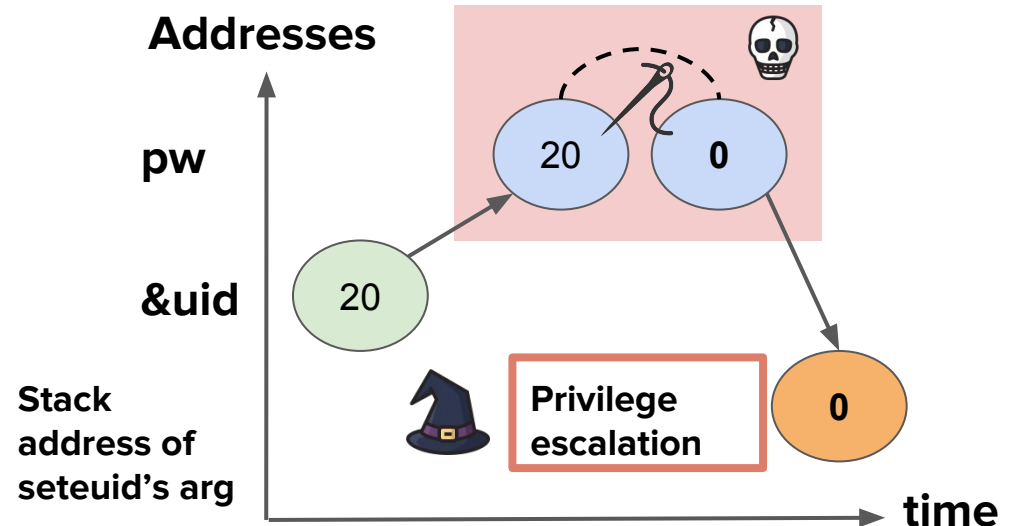 Addresses
pw
20
0
&uid
20
Stack
address of
seteuid's arg
Privilege
escalation
0
time